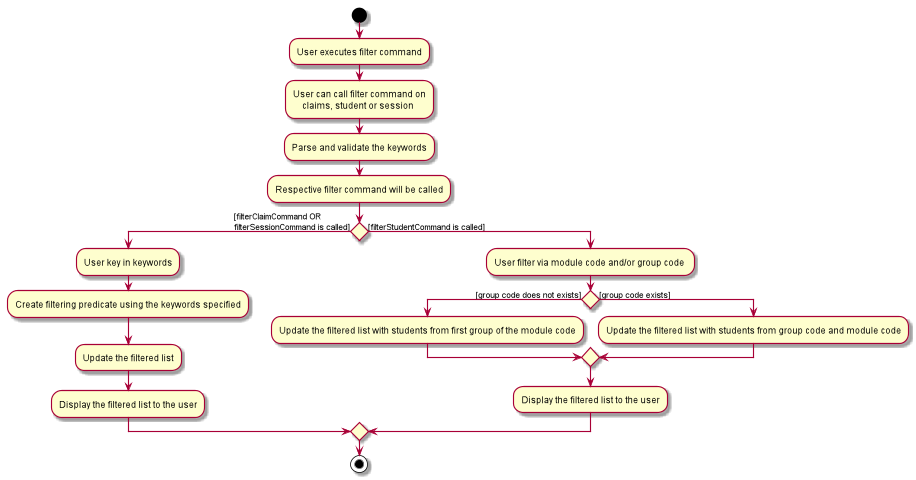 User executes filter command
User can call filter command on
claims, student or session
Parse and validate the keywords
Respective filter command will be called
[filterClaimCommand OR
filterSessionCommand is called]
[filterStudentCommand is called]
User key in keywords
Create filtering predicate using the keywords specified
Update the filtered list
Display the filtered list to the user
User filter via module code and/or group code
[group code does not exists]
[group code exists]
Update the filtered list with students from first group of the module code
Update the filtered list with students from group code and module code
Display the filtered list to the user